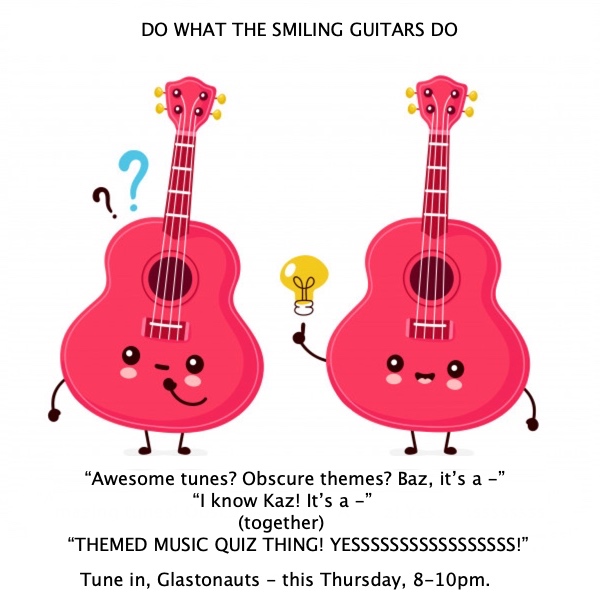 DO WHAT THE SMILING GUITARS DO
? ?
“Awesome tunes? Obscure themes? Baz, it’s a –”
“I know Kaz! It’s a –”
(together)
“THEMED MUSIC QUIZ THING! YESSSSSSSSSSSSSSSSSS!”
Tune in, Glastonauts – this Thursday, 8–10pm.